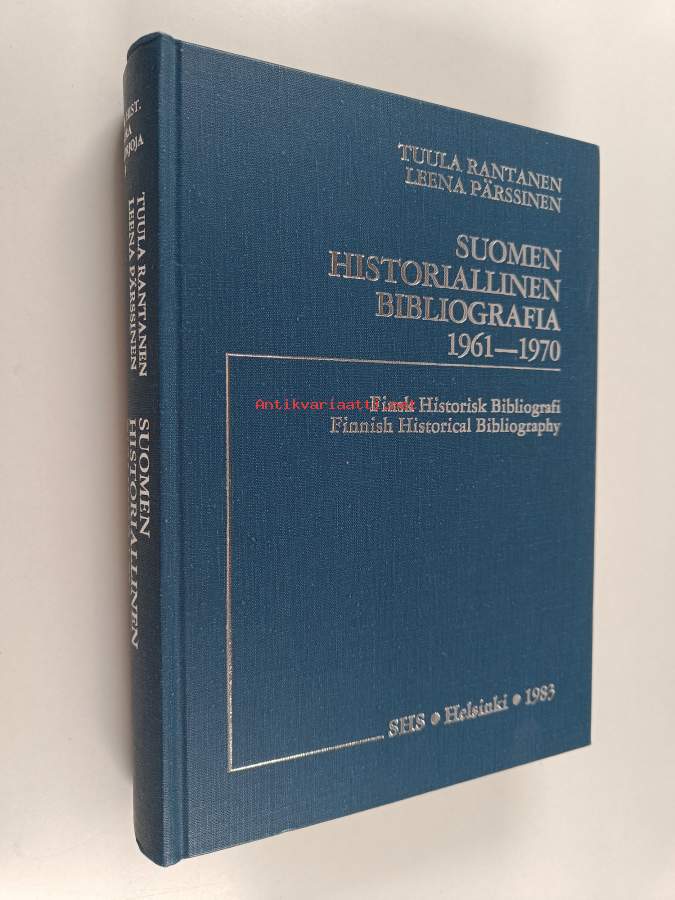 TUULA RANTANEN
LEENA PÄRSSINEN
SUOMEN
HISTORIALLINEN
BIBLIOGRAFIA
1961—1970
Finsk Historisk Bibliografi
Finnish Historical Bibliography
SHS • Helsinki • 1983
TUULA RANTANEN
LEENA PÄRSSINEN
SUOMEN
HISTORIALLINEN
Antikvariaatti.net